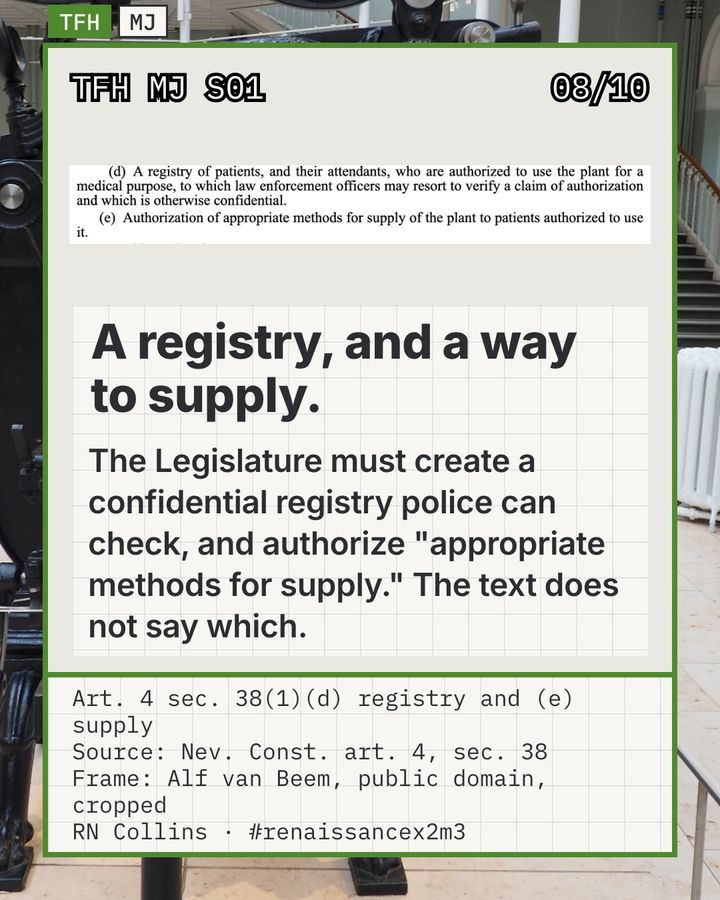 TFH MJ
TFH MJ S01 08/10
(d) A registry of patients, and their attendants, who are authorized to use the plant for a
medical purpose, to which law enforcement officers may resort to verify a claim of authorization
and which is otherwise confidential.
(e) Authorization of appropriate methods for supply of the plant to patients authorized to use
it.
A registry, and a way
to supply.
The Legislature must create a
confidential registry police can
check, and authorize "appropriate
methods for supply." The text does
not say which.
Art. 4 sec. 38(1)(d) registry and (e)
supply
Source: Nev. Const. art. 4, sec. 38
Frame: Alf van Beem, public domain,
cropped
RN Collins · #renaissancex2m3